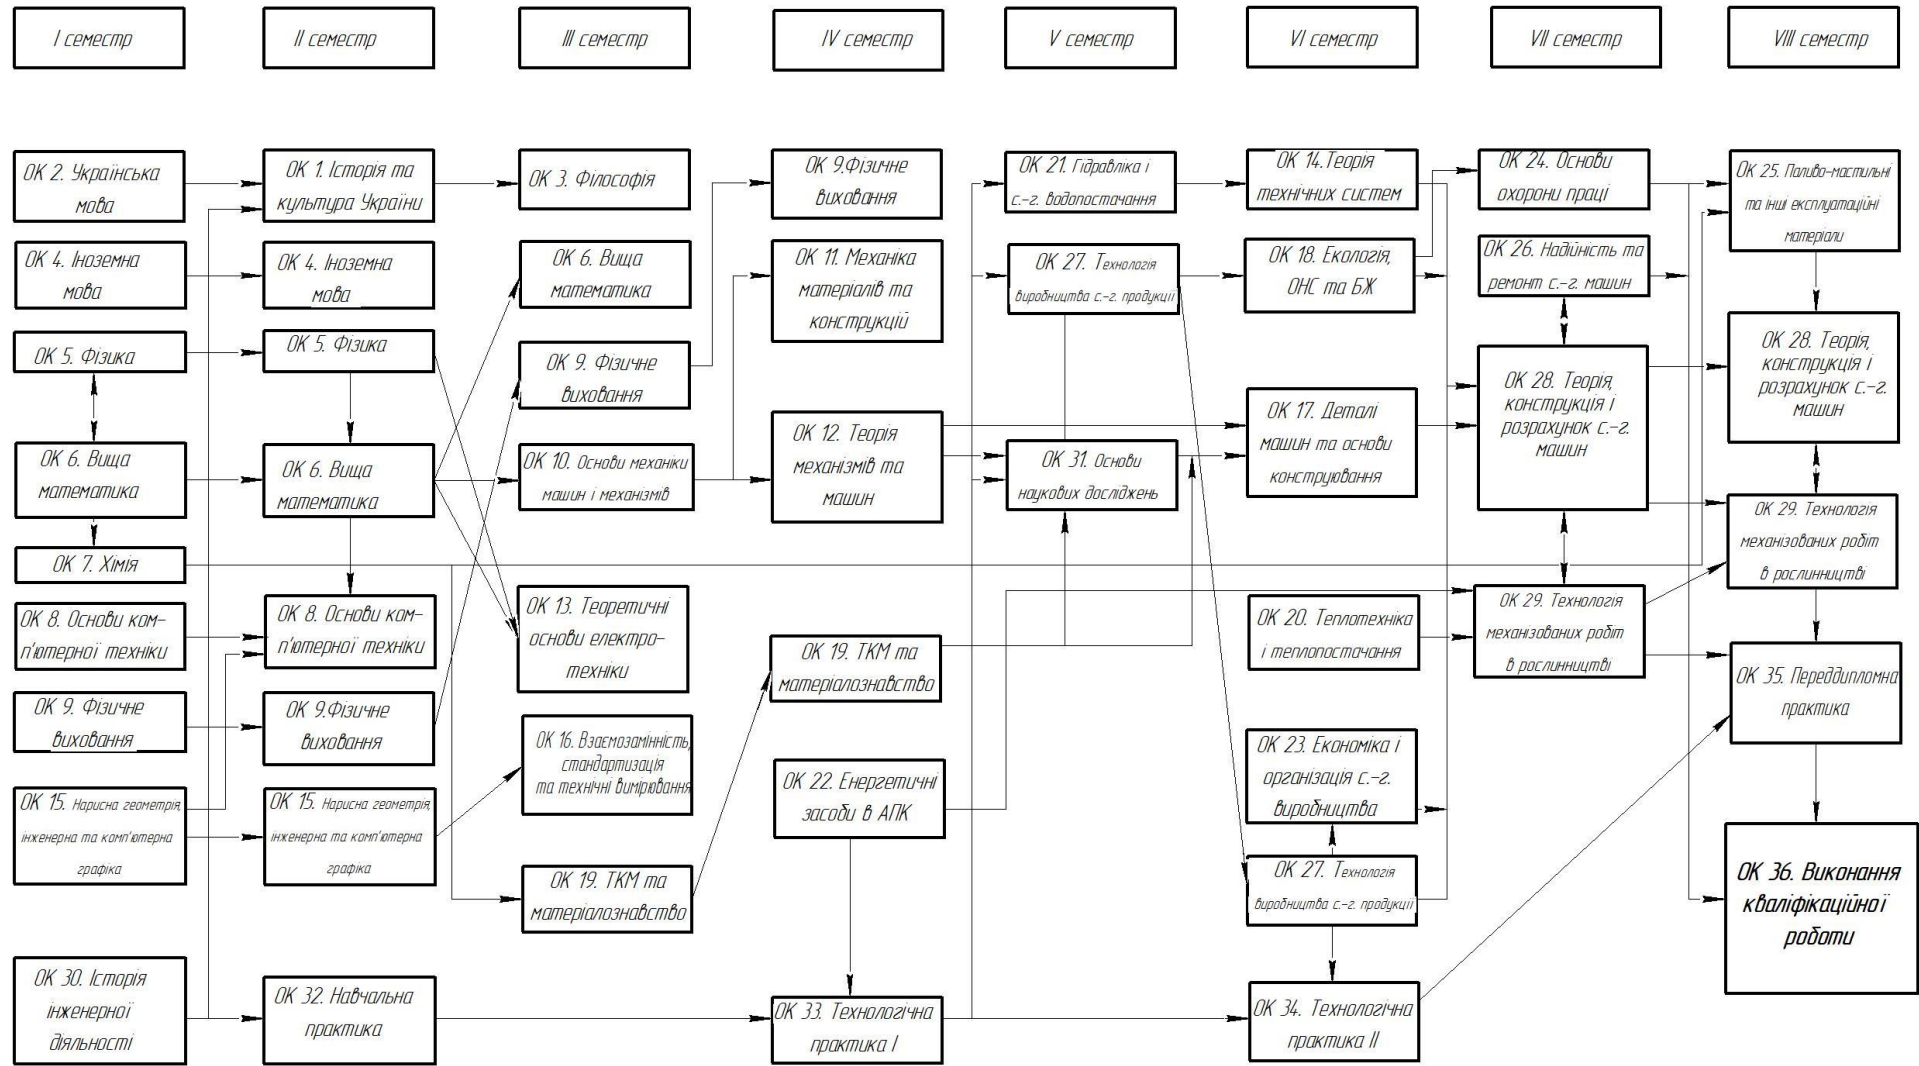 I семестр
II семестр
III семестр
IV семестр
V семестр
VI семестр
VII семестр
VIII семестр
ОК 2. Українська
мова
ОК 4. Іноземна
мова
ОК 5. Фізика
ОК 6. Вища
математика
ОК 7. Хімія
ОК 8. Основи ком-
п'ютерної техніки
ОК 9. Фізичне
виховання
ОК 15. Нарисна геометрія,
інженерна та комп'ютерна
графіка
ОК 30. Історія
інженерної
діяльності
ОК 1. Історія та
культура України
ОК 4. Іноземна
мова
ОК 5. Фізика
ОК 6. Вища
математика
ОК 8. Основи ком-
п'ютерної техніки
ОК 9.Фізичне
виховання
ОК 15. Нарисна геометрія,
інженерна та комп'ютерна
графіка
ОК 32. Навчальна
практика
ОК 3. Філософія
ОК 6. Вища
математика
ОК 9. Фізичне
виховання
ОК 10. Основи механіки
машин і механізмів
ОК 13. Теоретичні
основи електро-
техніки
ОК 16. Взаємозамінність,
стандартизація
та технічні вимірювання
ОК 19. ТКМ та
матеріалознавство
ОК 9.Фізичне
виховання
ОК 11. Механіка
матеріалів та
конструкцій
ОК 12. Теорія
механізмів та
машин
ОК 19. ТКМ та
матеріалознавство
ОК 22. Енергетичні
засоби в АПК
ОК 33. Технологічна
практика I
ОК 21. Гідравліка і
с.-г. водопостачання
ОК 27. Технологія
виробництва с.-г. продукції
ОК 31. Основи
наукових досліджень
ОК 14.Теорія
технічних систем
ОК 18. Екологія,
ОНС та БЖ
ОК 17. Деталі
машин та основи
конструювання
ОК 20. Теплотехніка
і теплопостачання
ОК 23. Економіка і
організація с.-г.
виробництва
ОК 27. Технологія
виробництва с.-г. продукції
ОК 34. Технологічна
практика II
ОК 24. Основи
охорони праці
ОК 26. Надійність та
ремонт с.-г. машин
ОК 28. Теорія,
конструкція і
розрахунок с.-г.
машин
ОК 29. Технологія
механізованих робіт
в рослинництві
ОК 25. Паливо-мастильні
та інші експлуатаційні
матеріали
ОК 28. Теорія,
конструкція і
розрахунок с.-г.
машин
ОК 29. Технологія
механізованих робіт
в рослинництві
ОК 35. Переддипломна
практика
ОК 36. Виконання
кваліфікаційної
роботи